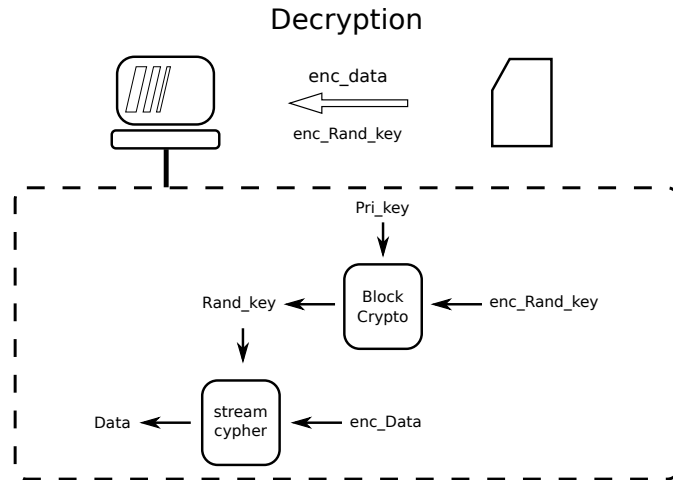 Decryption
enc_data
enc_Rand_key
Pri_key
Block
Crypto
Rand_key
enc_Rand_key
stream
cypher
Data
enc_Data